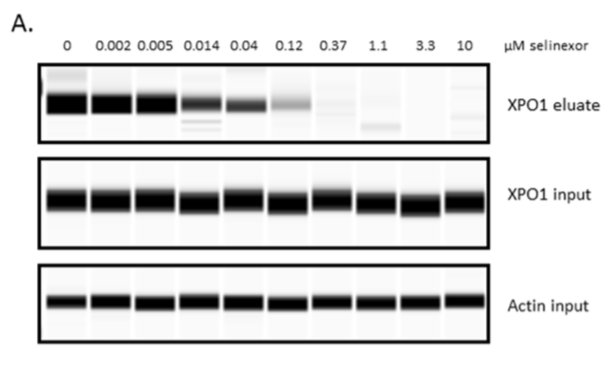 A.
0 0.002 0.005 0.014 0.04 0.12 0.37 1.1 3.3 10 µM selinexor
XPO1 eluate
XPO1 input
Actin input